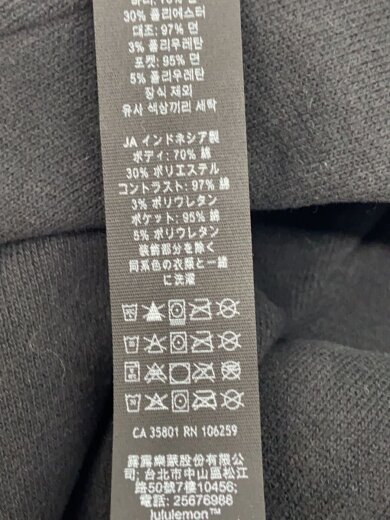 30% 폴리에스터
대조: 97% 면
3% 폴리우레탄
포켓: 95% 면
5% 폴리우레탄
장식 제외
유사 색상끼리 세탁
JA インドネシア製
ボディ: 70% 綿
30% ポリエステル
コントラスト: 97% 綿
3% ポリウレタン
ポケット: 95% 綿
5% ポリウレタン
装飾部分を除く
同系色の衣服と一緒
に洗濯
CA 35801 RN 106259
露露樂蒙股份有限公
司: 台北市中山區松江
路50號7樓10456;
電話: 25676988
lululemon™